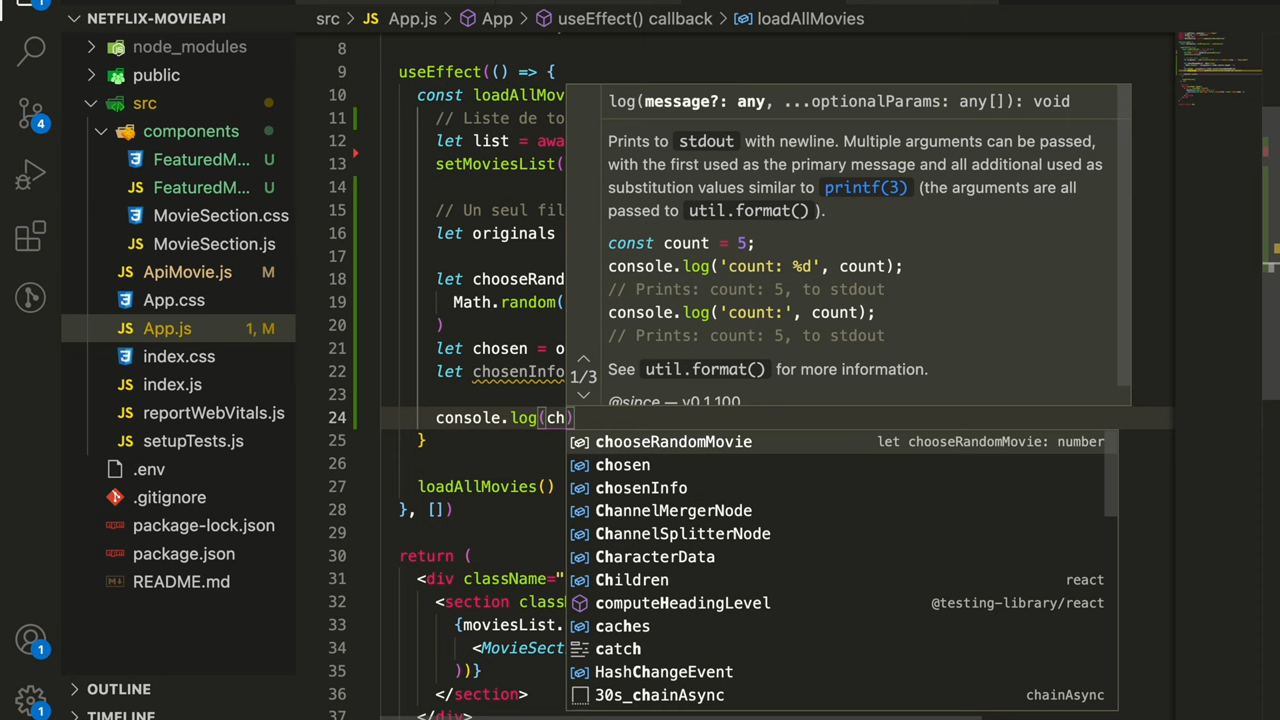 NETFLIX-MOVIEAPI
node_modules
public
src
components
FeaturedM... U
FeaturedM... U
MovieSection.css
MovieSection.js
ApiMovie.js M
App.css
App.js 1, M
index.css
index.js
reportWebVitals.js
setupTests.js
.env
.gitignore
package-lock.json
package.json
README.md
OUTLINE
TIMELINE
4
1
1
src > JS App.js > App > useEffect() callback > loadAllMovies
8
9 useEffect(() => {
10 const loadAllMov
11 // Liste de to
12 let list = awa
13 setMoviesList(
14
15 // Un seul fil
16 let originals
17
18 let chooseRand
19 Math.random(
20 )
21 let chosen = o
22 let chosenInfo
23
24 console.log(ch)
25 }
26
27 loadAllMovies()
28 }, [])
29
30 return (
31 <div className="
32 <section class
33 {moviesList.
34 <MovieSect
35 ))}
36 </section>
37 </div>
log(message?: any, ...optionalParams: any[]): void
Prints to stdout with newline. Multiple arguments can be passed,
with the first used as the primary message and all additional used as
substitution values similar to printf(3) (the arguments are all
passed to util.format()).
const count = 5;
console.log('count: %d', count);
// Prints: count: 5, to stdout
console.log('count:', count);
// Prints: count: 5, to stdout
1/3
See util.format() for more information.
@since — v0.1.100
chooseRandomMovie let chooseRandomMovie: number
chosen
chosenInfo
ChannelMergerNode
ChannelSplitterNode
CharacterData
Children react
computeHeadingLevel @testing-library/react
caches
catch
HashChangeEvent
30s_chainAsync chainAsync